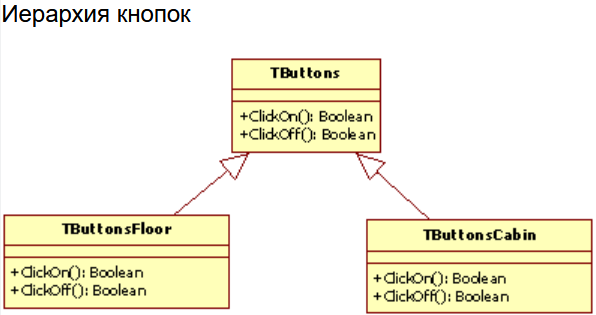 Иерархия кнопок
TButtons
+ClickOn(): Boolean
+ClickOff(): Boolean
TButtonsFloor
+ClickOn(): Boolean
+ClickOff(): Boolean
TButtonsCabin
+ClickOn(): Boolean
+ClickOff(): Boolean